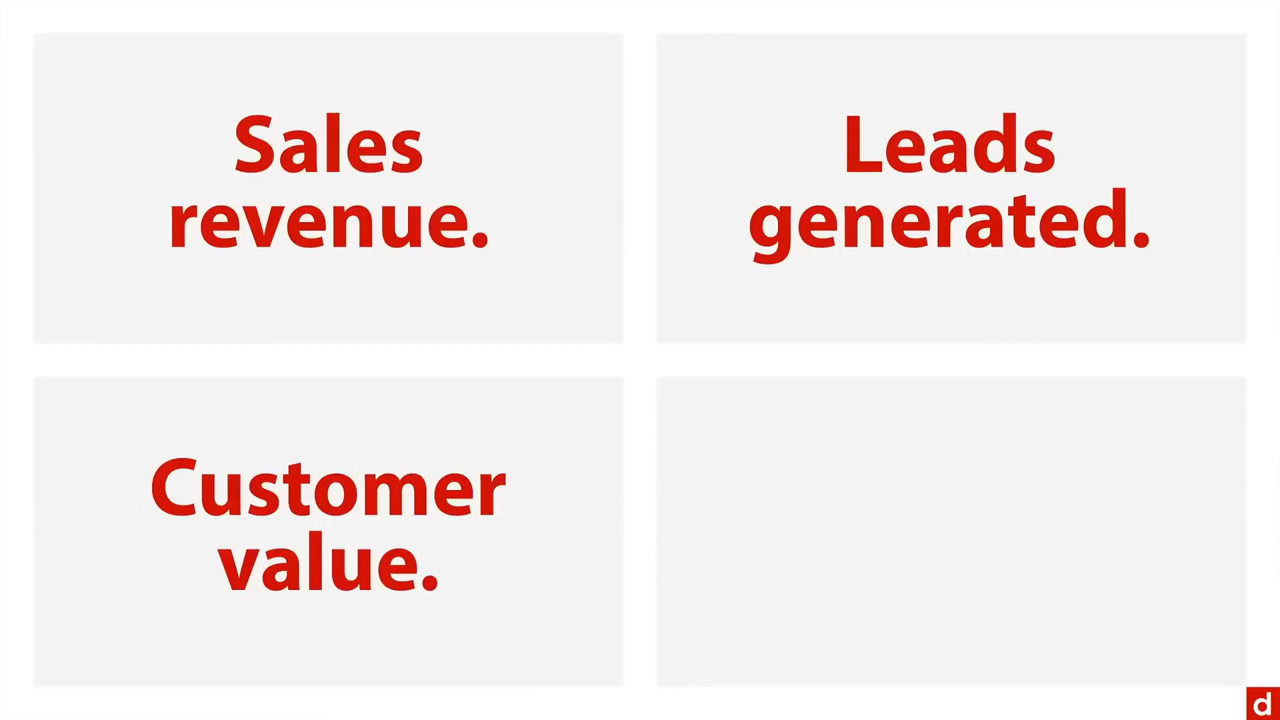 Sales
revenue.
Leads
generated.
Customer
value.
d